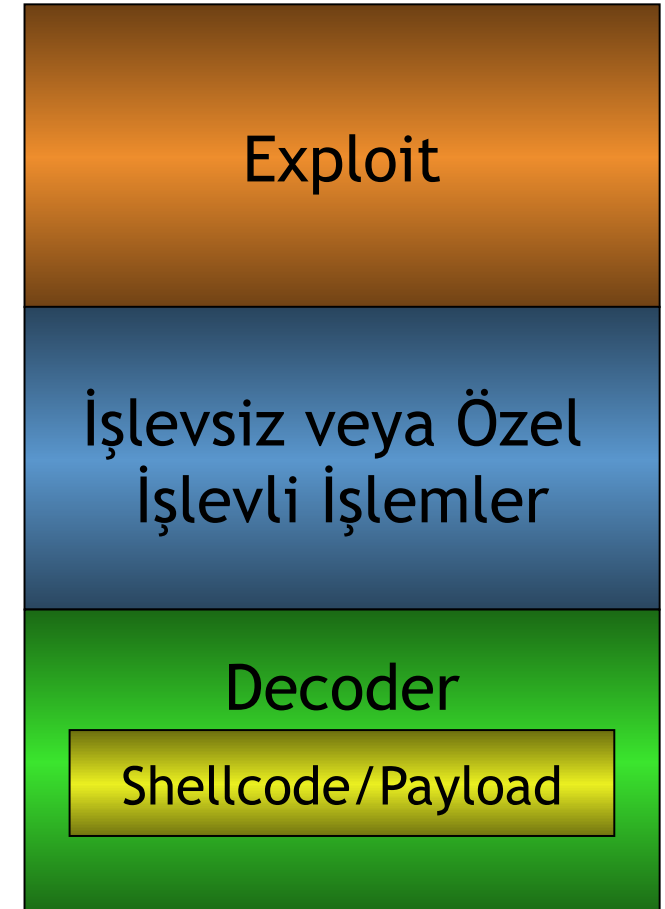 Exploit
İşlevsiz veya Özel
İşlevli İşlemler
Decoder
Shellcode/Payload